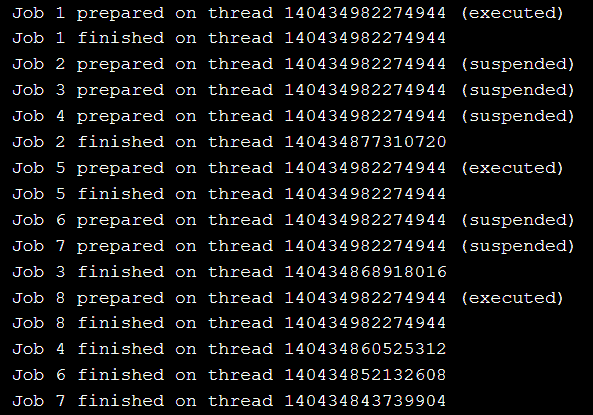 Job 1 prepared on thread 140434982274944 (executed)
Job 1 finished on thread 140434982274944
Job 2 prepared on thread 140434982274944 (suspended)
Job 3 prepared on thread 140434982274944 (suspended)
Job 4 prepared on thread 140434982274944 (suspended)
Job 2 finished on thread 140434877310720
Job 5 prepared on thread 140434982274944 (executed)
Job 5 finished on thread 140434982274944
Job 6 prepared on thread 140434982274944 (suspended)
Job 7 prepared on thread 140434982274944 (suspended)
Job 3 finished on thread 140434868918016
Job 8 prepared on thread 140434982274944 (executed)
Job 8 finished on thread 140434982274944
Job 4 finished on thread 140434860525312
Job 6 finished on thread 140434852132608
Job 7 finished on thread 140434843739904